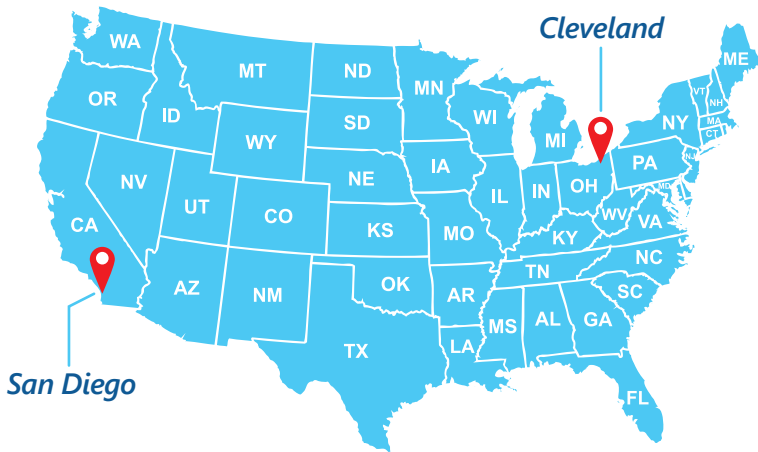 Cleveland
WA
MT
ND
MN
ME
VT
NH
OR
ID
SD
WI
MI
NY
MA
CT
WY
IA
PA
NJ
NV
NE
IL
IN
OH
MD
UT
CO
KS
MO
WV
VA
CA
KY
AZ
NM
OK
AR
TN
NC
SC
TX
LA
MS
AL
GA
San Diego
FL